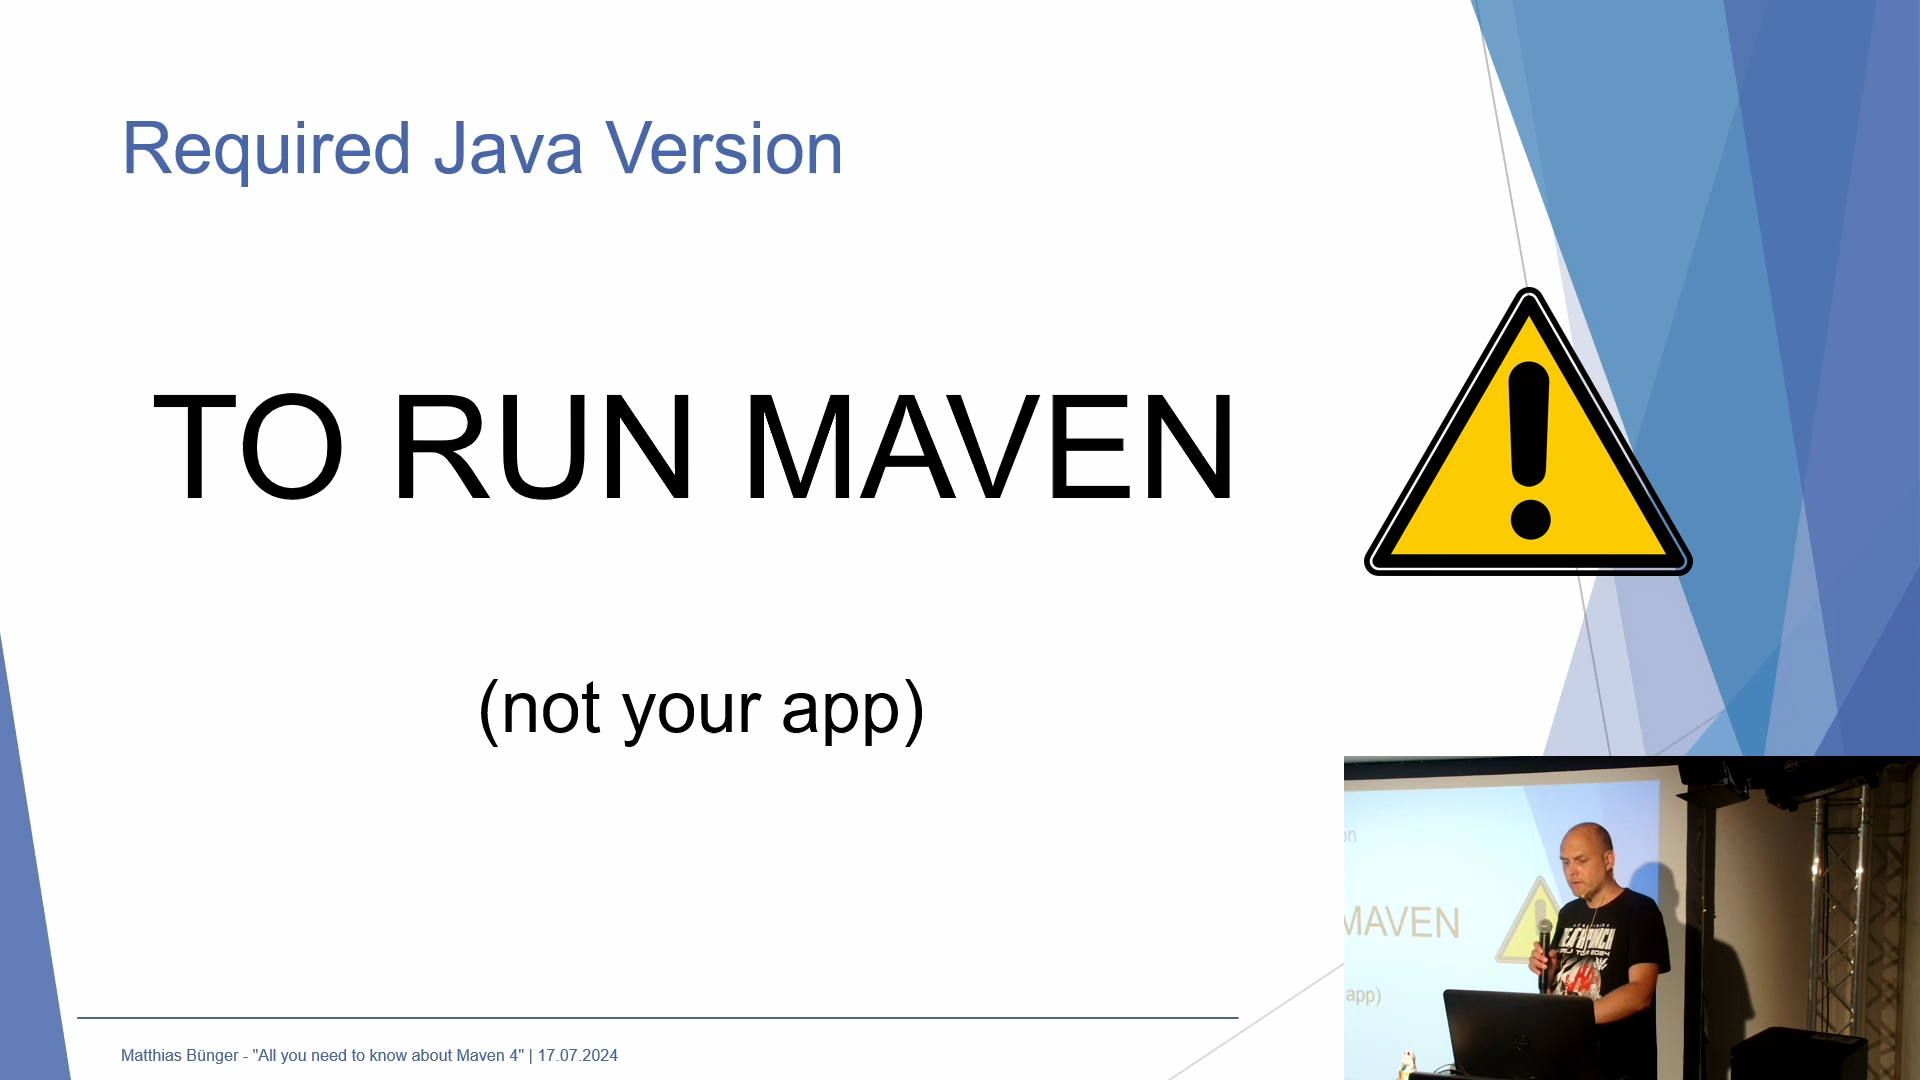 Required Java Version
TO RUN MAVEN
(not your app)
Matthias Bünger - "All you need to know about Maven 4" | 17.07.2024
on
MAVEN
app)